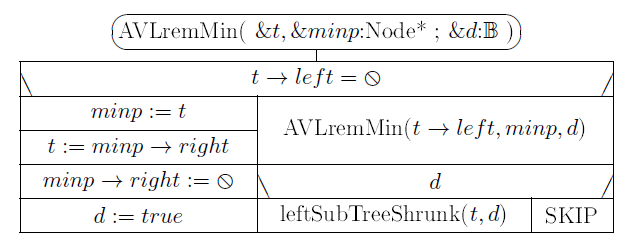 AVLremMin( &t, &minp:Node* ; &d:𝔹 )
t → left = ⦸
minp := t
AVLremMin(t → left, minp, d)
t := minp → right
minp → right := ⦸
d
d := true
leftSubTreeShrunk(t, d)
SKIP